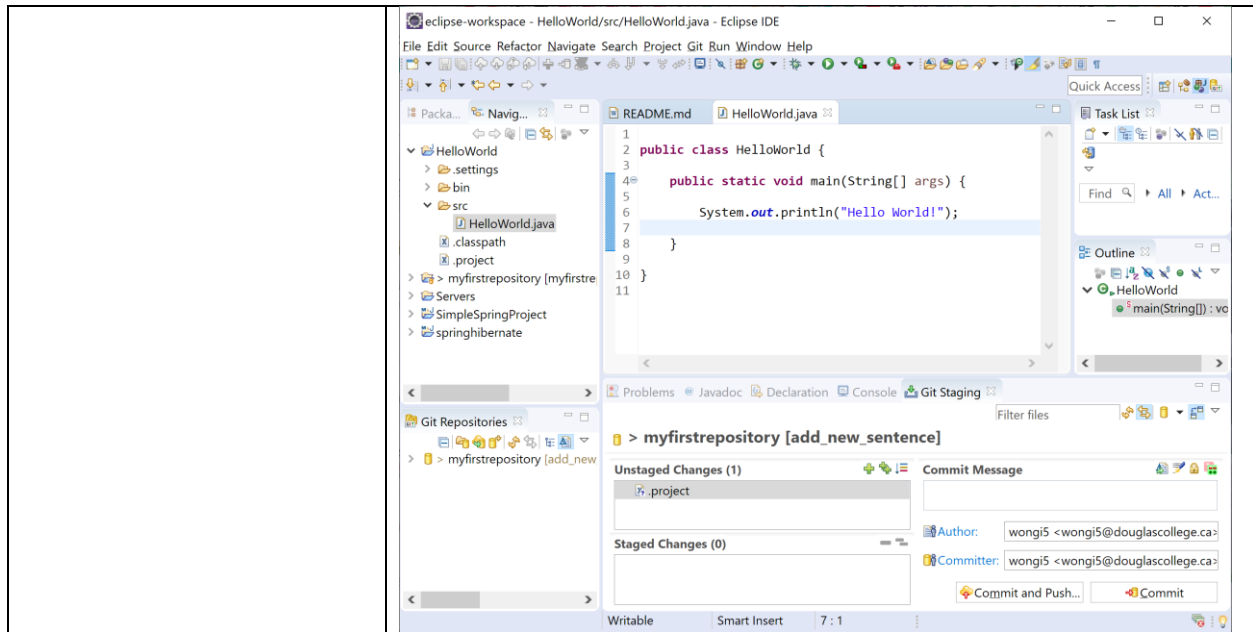 eclipse-workspace - HelloWorld/src/HelloWorld.java - Eclipse IDE
File Edit Source Refactor Navigate Search Project Git Run Window Help
Quick Access
Packa... Navig...
HelloWorld
.settings
bin
src
HelloWorld.java
.classpath
.project
> myfirstrepository [myfirstre
Servers
SimpleSpringProject
springhibernate
README.md HelloWorld.java
1
2 public class HelloWorld {
3
4 public static void main(String[] args) {
5
6 System.out.println("Hello World!");
7
8 }
9
10 }
11
Task List
Find All Act...
Outline
HelloWorld
main(String[]) : vo
Git Repositories
> myfirstrepository [add_new
Problems Javadoc Declaration Console Git Staging
Filter files
> myfirstrepository [add_new_sentence]
Unstaged Changes (1)
.project
Staged Changes (0)
Commit Message
Author: wongi5 <wongi5@douglascollege.ca>
Committer: wongi5 <wongi5@douglascollege.ca>
Commit and Push... Commit
Writable Smart Insert 7 : 1